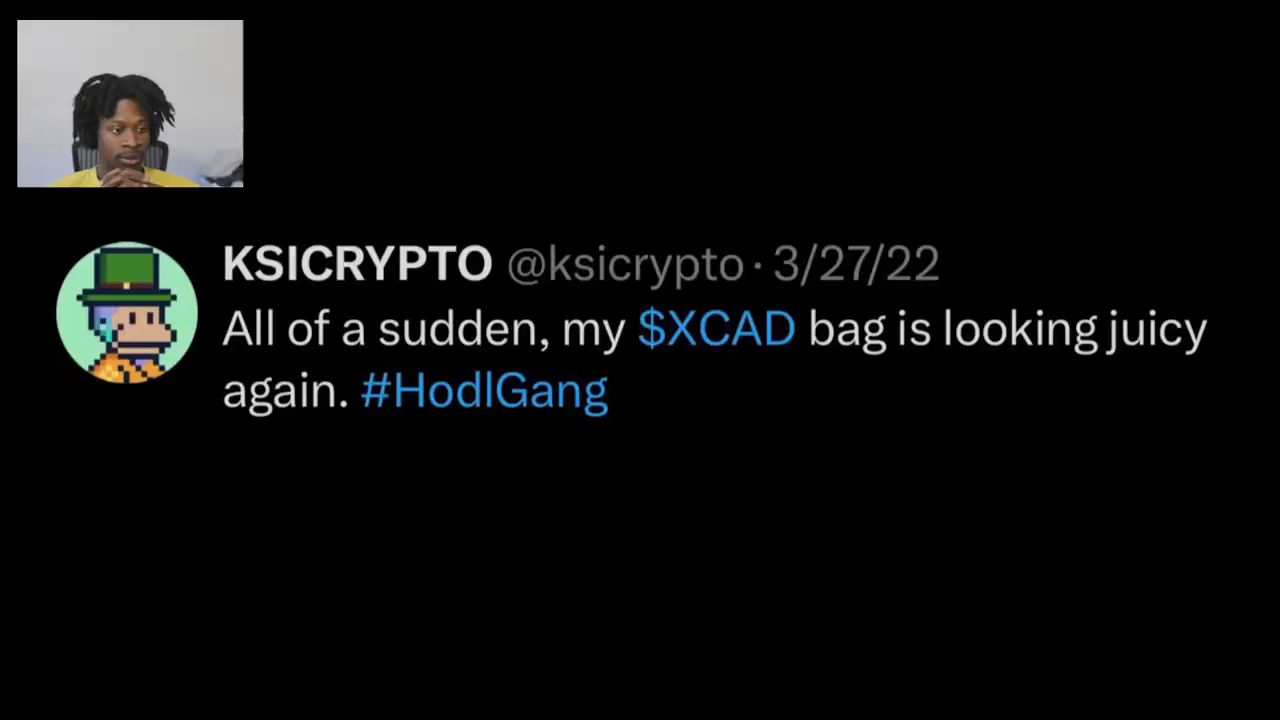 KSICRYPTO @ksicrypto · 3/27/22
All of a sudden, my $XCAD bag is looking juicy
again. #HodlGang